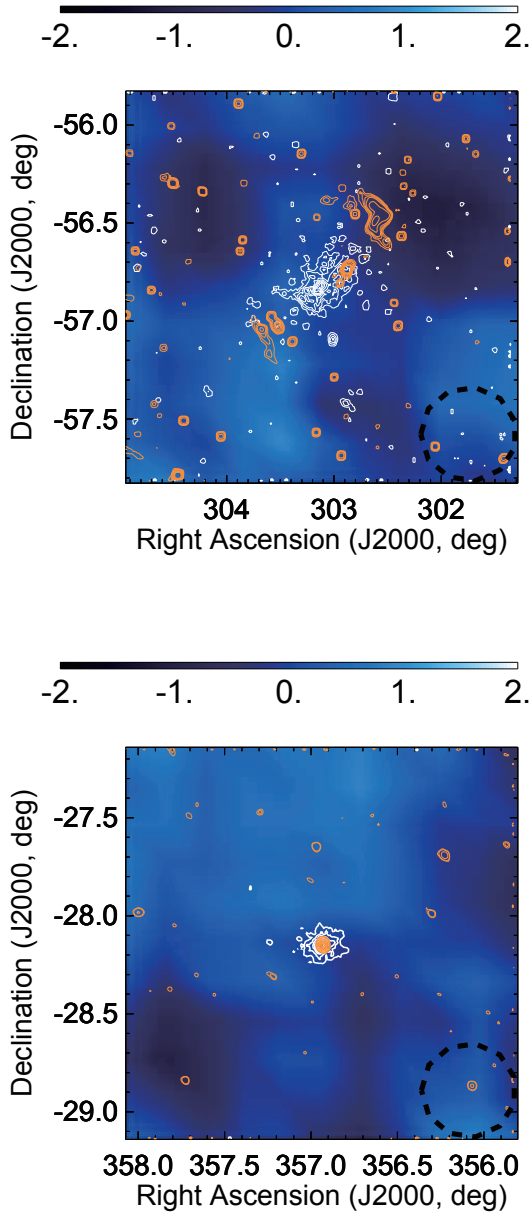 -2. -1. 0. 1. 2.
-56.0
-56.5
-57.0
-57.5
Declination (J2000, deg)
304 303 302
Right Ascension (J2000, deg)
-2. -1. 0. 1. 2.
-27.5
-28.0
-28.5
-29.0
Declination (J2000, deg)
358.0 357.5 357.0 356.5 356.0
Right Ascension (J2000, deg)